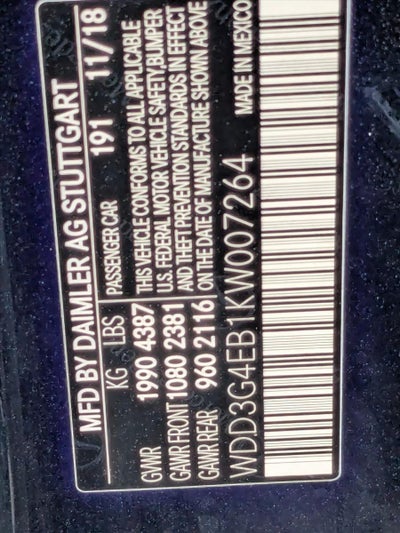 MFD BY DAIMLER AG STUTTGART
191 11/18
KG LBS PASSENGER CAR
GVWR 1990 4387 THIS VEHICLE CONFORMS TO ALL APPLICABLE
GAWR FRONT 1080 2381 U.S. FEDERAL MOTOR VEHICLE SAFETY, BUMPER
GAWR REAR 960 2116 AND THEFT PREVENTION STANDARDS IN EFFECT
ON THE DATE OF MANUFACTURE SHOWN ABOVE
WDD3G4EB1KW007264 MADE IN MEXICO